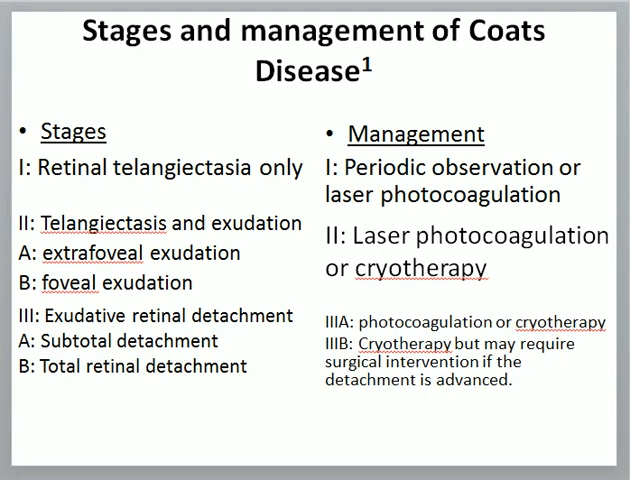 Stages and management of Coats
Disease¹
• Stages
I: Retinal telangiectasia only
II: Telangiectasis and exudation
A: extrafoveal exudation
B: foveal exudation
III: Exudative retinal detachment
A: Subtotal detachment
B: Total retinal detachment
• Management
I: Periodic observation or
laser photocoagulation
II: Laser photocoagulation
or cryotherapy
IIIA: photocoagulation or cryotherapy
IIIB: Cryotherapy but may require
surgical intervention if the
detachment is advanced.